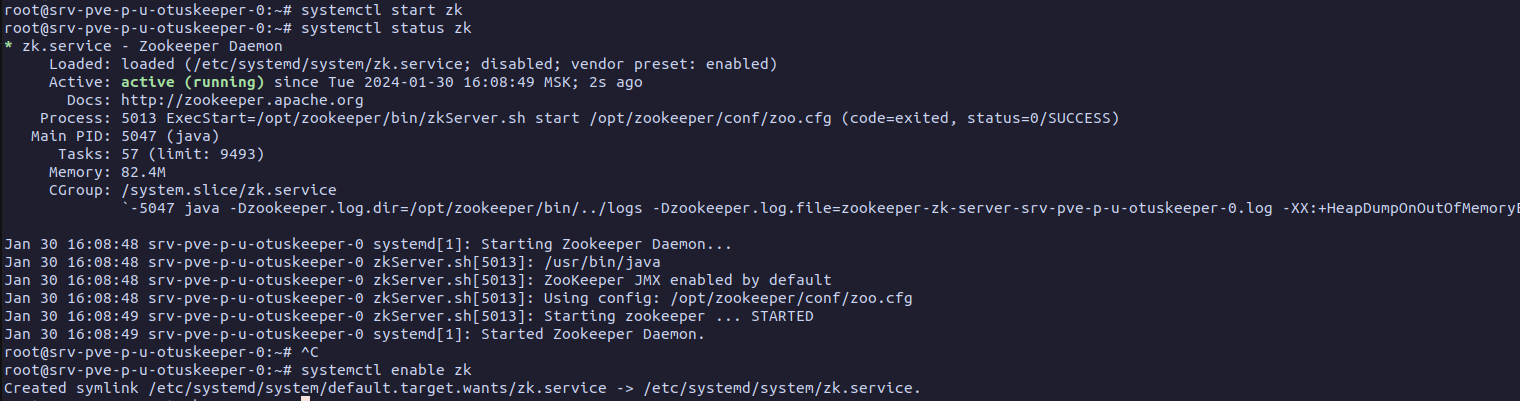 root@srv-pve-p-u-otuskeeper-0:~# systemctl start zk
root@srv-pve-p-u-otuskeeper-0:~# systemctl status zk
* zk.service - Zookeeper Daemon
     Loaded: loaded (/etc/systemd/system/zk.service; disabled; vendor preset: enabled)
     Active: active (running) since Tue 2024-01-30 16:08:49 MSK; 2s ago
       Docs: http://zookeeper.apache.org
    Process: 5013 ExecStart=/opt/zookeeper/bin/zkServer.sh start /opt/zookeeper/conf/zoo.cfg (code=exited, status=0/SUCCESS)
   Main PID: 5047 (java)
      Tasks: 57 (limit: 9493)
     Memory: 82.4M
     CGroup: /system.slice/zk.service
             `-5047 java -Dzookeeper.log.dir=/opt/zookeeper/bin/../logs -Dzookeeper.log.file=zookeeper-zk-server-srv-pve-p-u-otuskeeper-0.log -XX:+HeapDumpOnOutOfMemoryE
Jan 30 16:08:48 srv-pve-p-u-otuskeeper-0 systemd[1]: Starting Zookeeper Daemon...
Jan 30 16:08:48 srv-pve-p-u-otuskeeper-0 zkServer.sh[5013]: /usr/bin/java
Jan 30 16:08:48 srv-pve-p-u-otuskeeper-0 zkServer.sh[5013]: ZooKeeper JMX enabled by default
Jan 30 16:08:48 srv-pve-p-u-otuskeeper-0 zkServer.sh[5013]: Using config: /opt/zookeeper/conf/zoo.cfg
Jan 30 16:08:49 srv-pve-p-u-otuskeeper-0 zkServer.sh[5013]: Starting zookeeper ... STARTED
Jan 30 16:08:49 srv-pve-p-u-otuskeeper-0 systemd[1]: Started Zookeeper Daemon.
root@srv-pve-p-u-otuskeeper-0:~# ^C
root@srv-pve-p-u-otuskeeper-0:~# systemctl enable zk
Created symlink /etc/systemd/system/default.target.wants/zk.service -> /etc/systemd/system/zk.service.